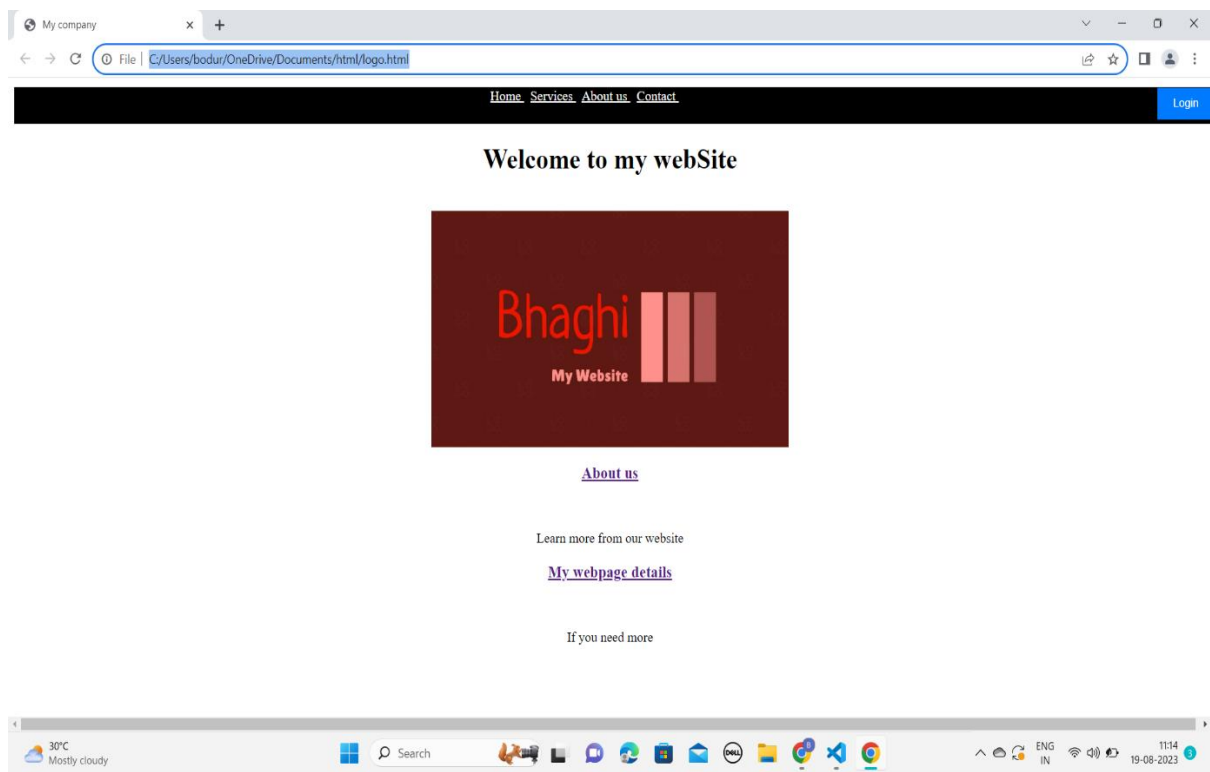 My company
File C:/Users/bodur/OneDrive/Documents/html/logo.html
Home Services About us Contact
Login
Welcome to my webSite
Bhaghi
My Website
About us
Learn more from our website
My webpage details
If you need more
30°C
Mostly cloudy
Search
DELL
ENG
IN
11:14
19-08-2023
3